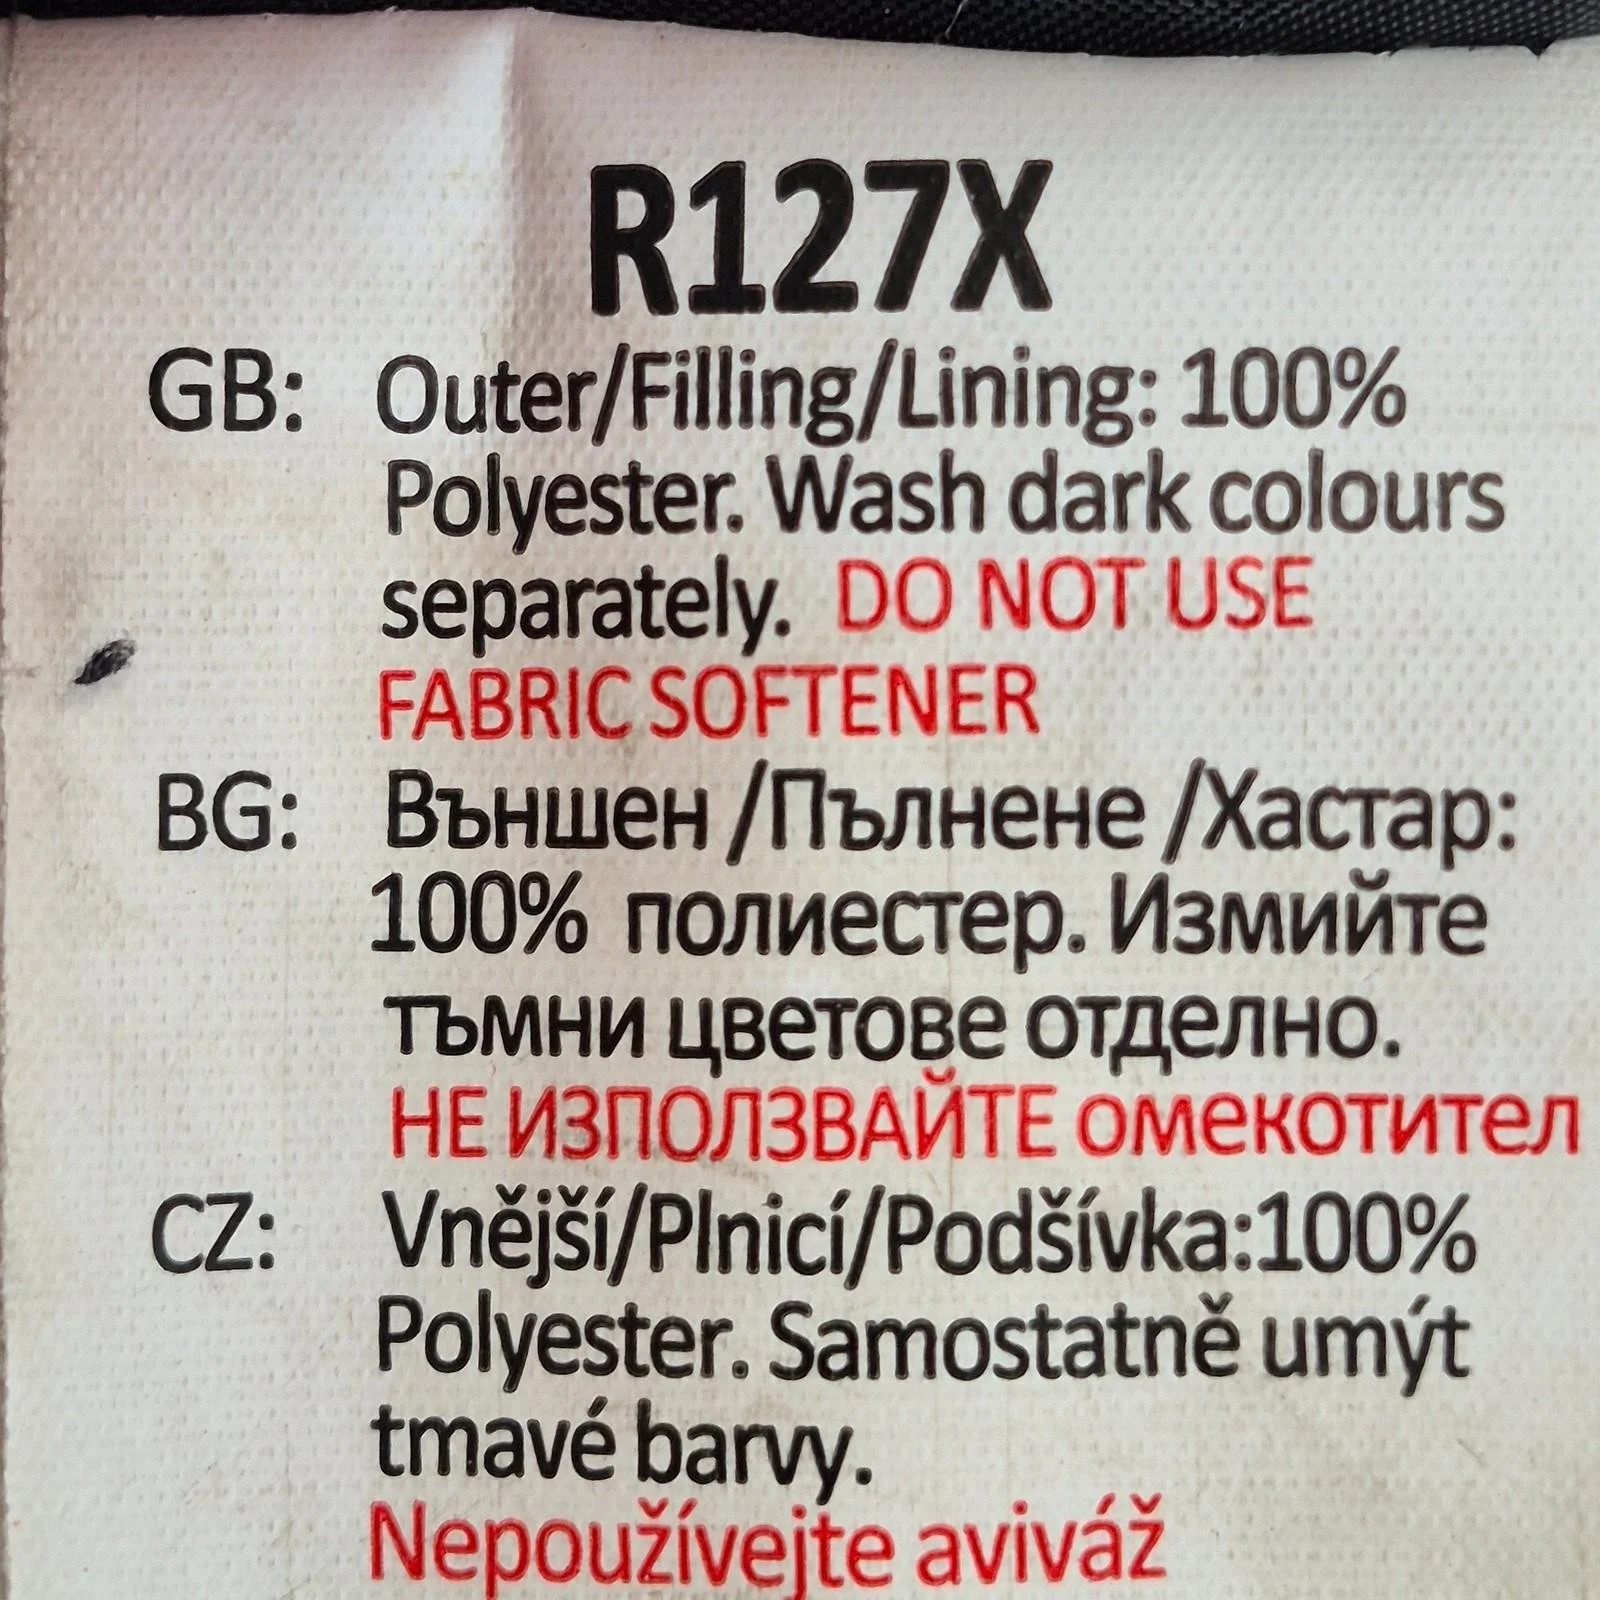 R127X
GB: Outer/Filling/Lining: 100%
Polyester. Wash dark colours
separately. DO NOT USE
FABRIC SOFTENER
BG: Външен /Пълнене /Хастар:
100% полиестер. Измийте
тъмни цветове отделно.
НЕ ИЗПОЛЗВАЙТЕ омекотител
CZ: Vnější/Plnicí/Podšívka:100%
Polyester. Samostatně umýt
tmavé barvy.
Nepoužívejte aviváž